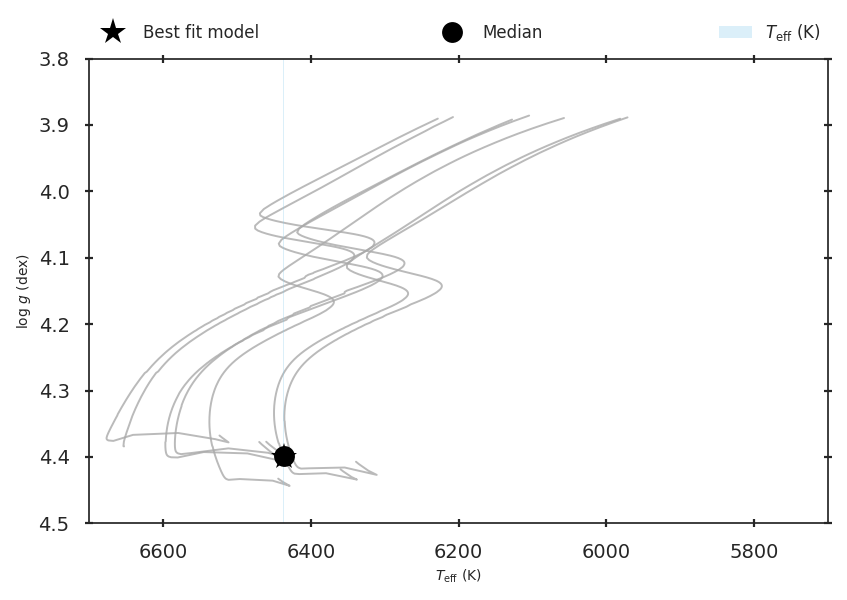 Best fit model
Median
T_eff (K)
3.8
3.9
4.0
4.1
4.2
4.3
4.4
4.5
log g (dex)
6600
6400
6200
6000
5800
T_eff (K)